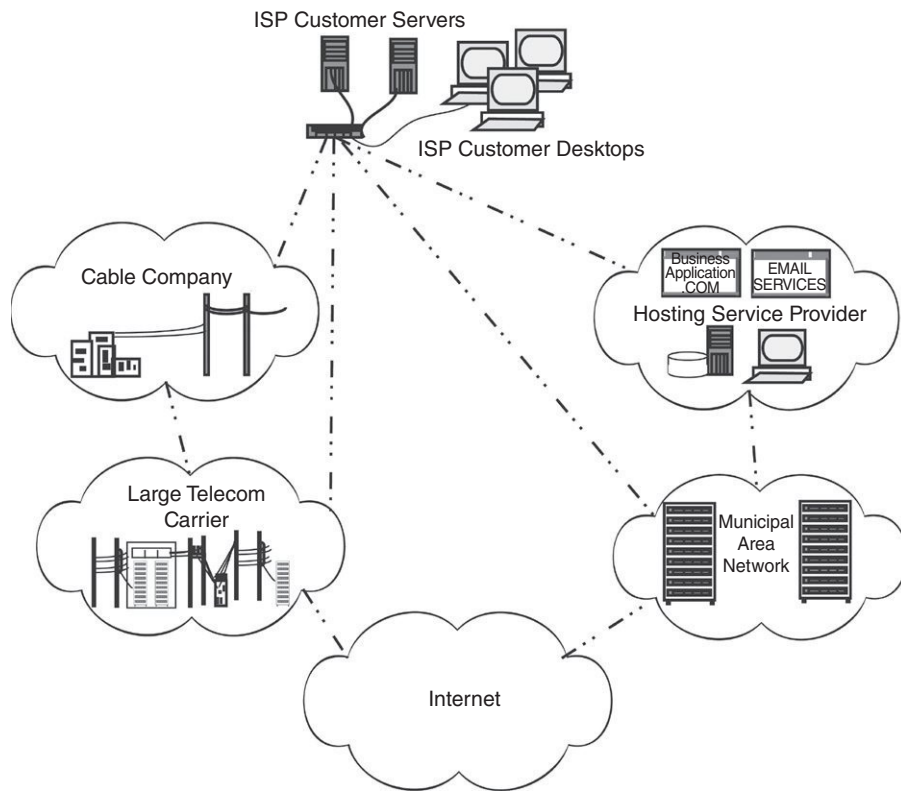 ISP Customer Servers
ISP Customer Desktops
Cable Company
Business
Application
.COM
EMAIL
SERVICES
Hosting Service Provider
Large Telecom
Carrier
Municipal
Area
Network
Internet